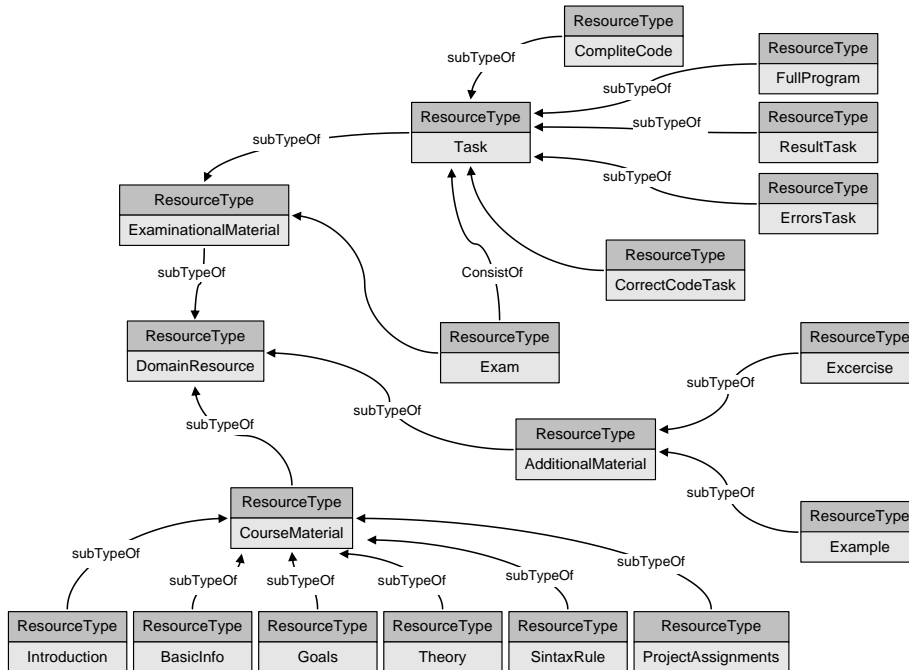 ResourceType
CompliteCode
subTypeOf
ResourceType
FullProgram
subTypeOf
ResourceType
Task
subTypeOf
ResourceType
ResultTask
subTypeOf
subTypeOf
ResourceType
ErrorsTask
ResourceType
ExaminationalMaterial
subTypeOf
ResourceType
CorrectCodeTask
ConsistOf
ResourceType
DomainResource
ResourceType
Exam
ResourceType
Excercise
subTypeOf
subTypeOf
subTypeOf
ResourceType
AdditionalMaterial
subTypeOf
ResourceType
CourseMaterial
ResourceType
Example
subTypeOf
subTypeOf
subTypeOf
subTypeOf
subTypeOf
subTypeOf
ResourceType
Introduction
ResourceType
BasicInfo
ResourceType
Goals
ResourceType
Theory
ResourceType
SintaxRule
ResourceType
ProjectAssignments